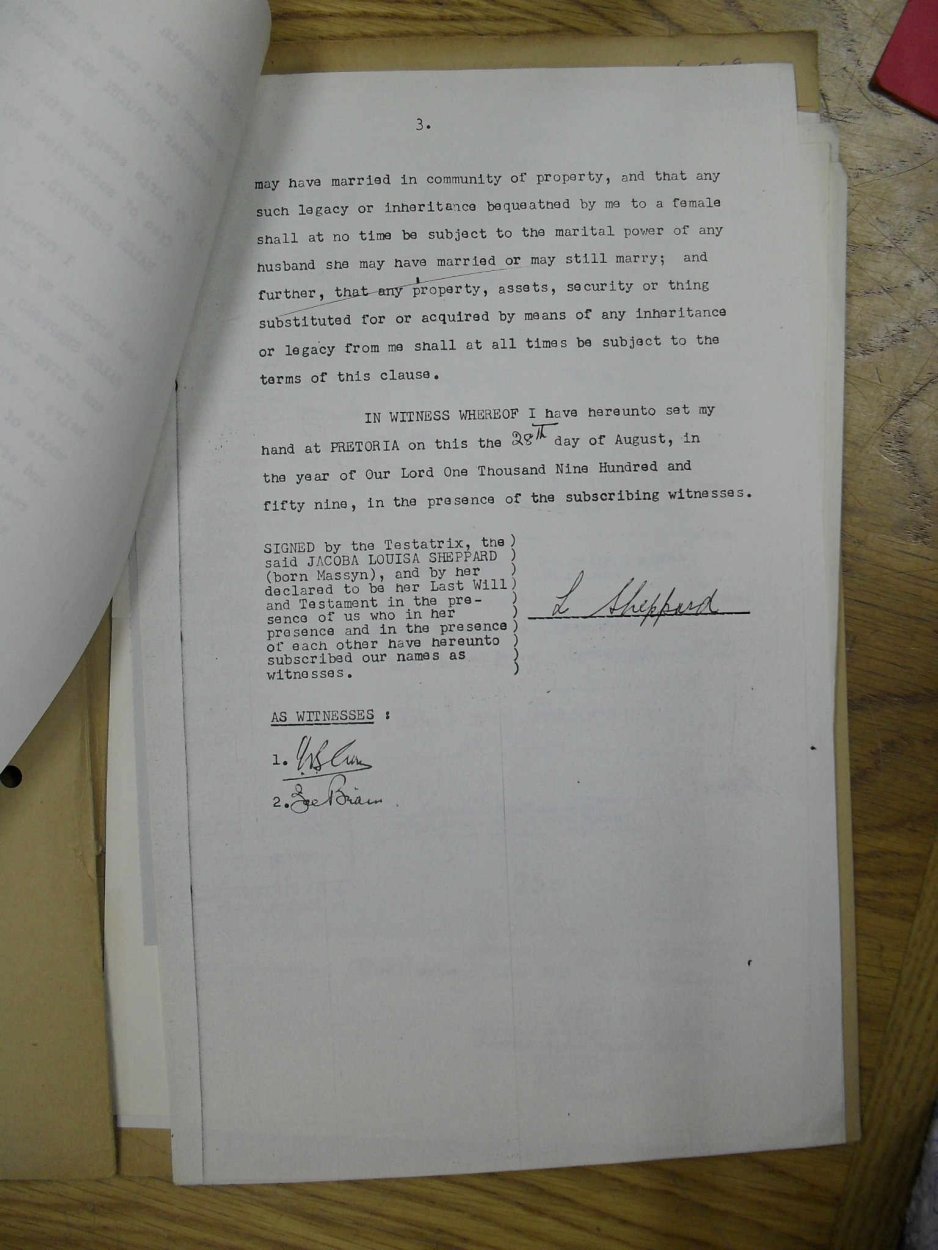 3.
may have married in community of property, and that any
such legacy or inheritance bequeathed by me to a female
shall at no time be subject to the marital power of any
husband she may have married or may still marry; and
further, that any property, assets, security or thing
substituted for or acquired by means of any inheritance
or legacy from me shall at all times be subject to the
terms of this clause.
IN WITNESS WHEREOF I have hereunto set my
hand at PRETORIA on this the 28th day of August, in
the year of Our Lord One Thousand Nine Hundred and
fifty nine, in the presence of the subscribing witnesses.
SIGNED by the Testatrix, the )
said JACOBA LOUISA SHEPPARD )
(born Massyn), and by her )
declared to be her Last Will )
and Testament in the pre- )
sence of us who in her )
presence and in the presence )
of each other have hereunto )
subscribed our names as )
witnesses. )
L Sheppard
AS WITNESSES :
1.
2.